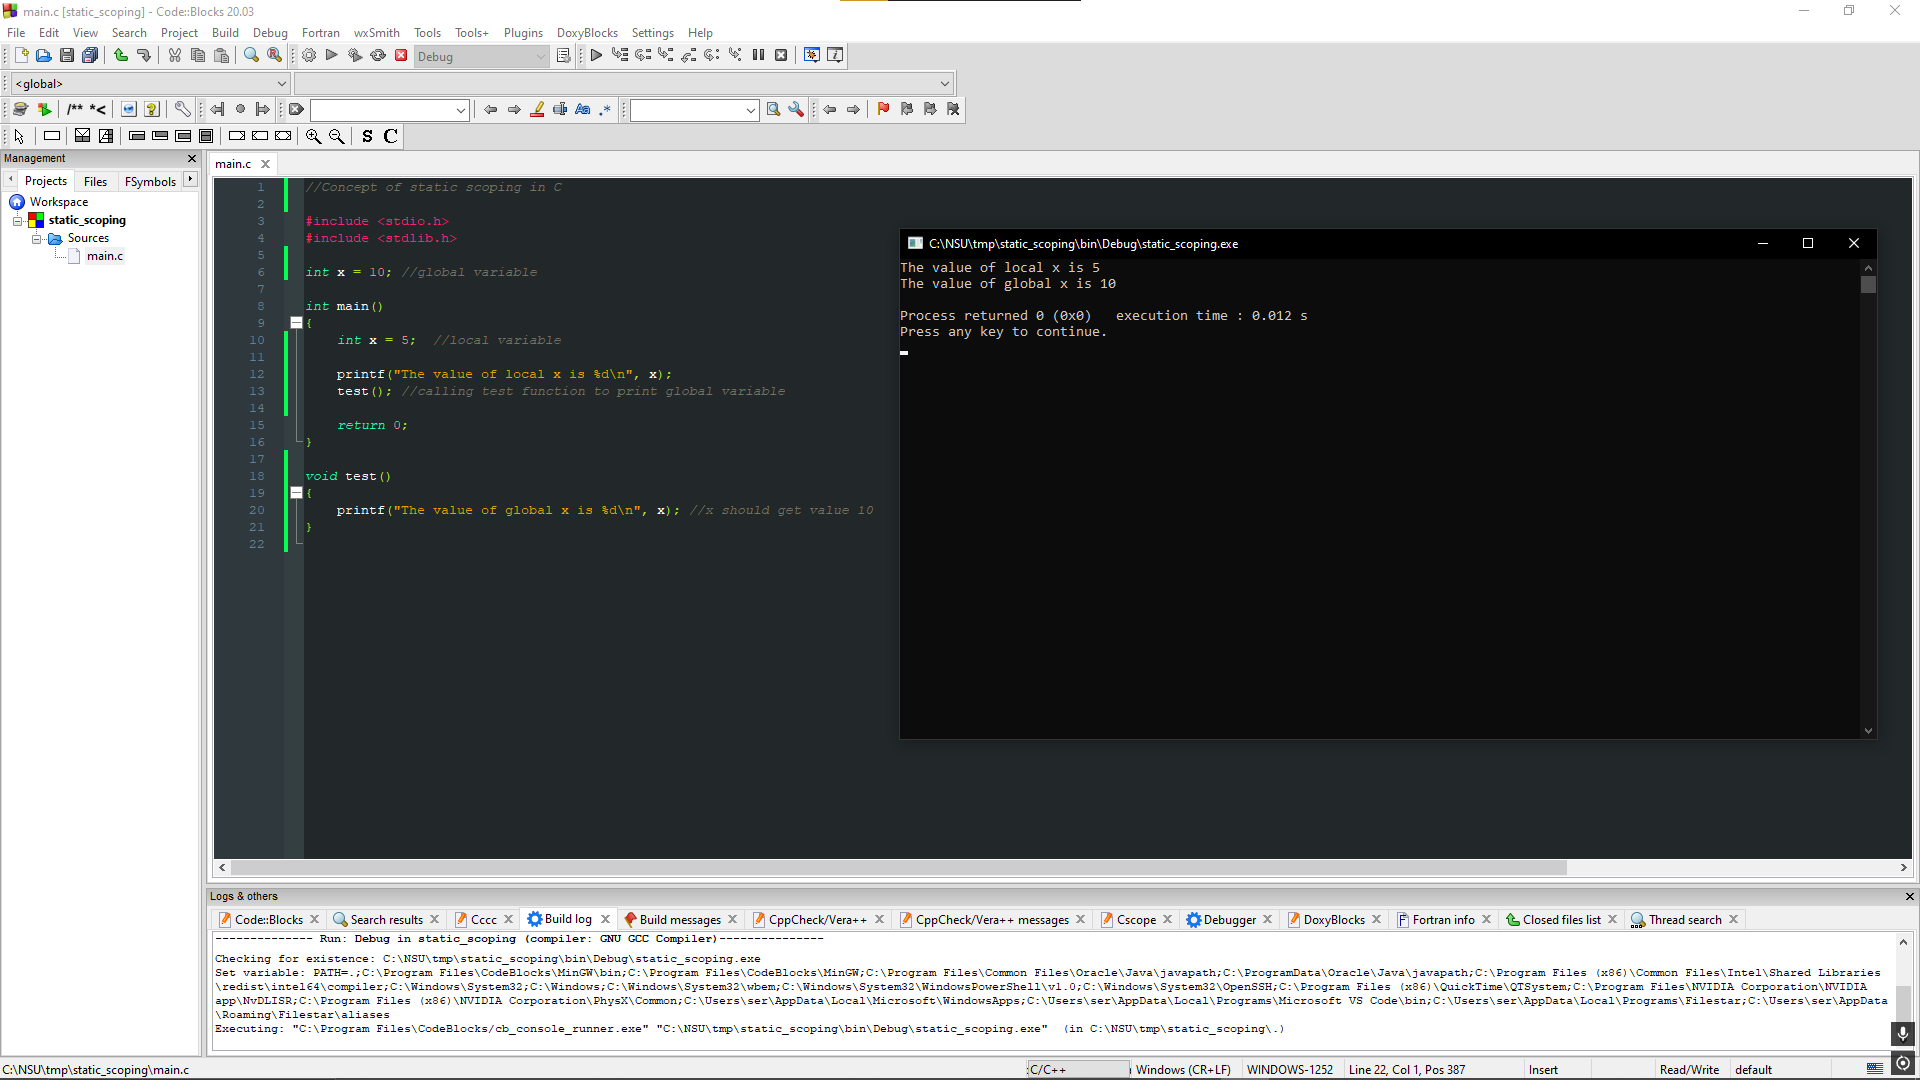 main.c [static_scoping] - Code::Blocks 20.03
File Edit View Search Project Build Debug Fortran wxSmith Tools Tools+ Plugins DoxyBlocks Settings Help
Debug
<global>
/** *<
Aa .*
S C
Management
Projects Files FSymbols
Workspace
static_scoping
Sources
main.c
main.c
1 //Concept of static scoping in C
2
3 #include <stdio.h>
4 #include <stdlib.h>
5
6 int x = 10; //global variable
7
8 int main()
9 {
10 int x = 5; //local variable
11
12 printf("The value of local x is %d\n", x);
13 test(); //calling test function to print global variable
14
15 return 0;
16 }
17
18 void test()
19 {
20 printf("The value of global x is %d\n", x); //x should get value 10
21 }
22
C:\NSU\tmp\static_scoping\bin\Debug\static_scoping.exe
The value of local x is 5
The value of global x is 10
Process returned 0 (0x0)   execution time : 0.012 s
Press any key to continue.
Logs & others
Code::Blocks Search results Cccc Build log Build messages CppCheck/Vera++ CppCheck/Vera++ messages Cscope Debugger DoxyBlocks Fortran info Closed files list Thread search
-------------- Run: Debug in static_scoping (compiler: GNU GCC Compiler)---------------
Checking for existence: C:\NSU\tmp\static_scoping\bin\Debug\static_scoping.exe
Set variable: PATH=.;C:\Program Files\CodeBlocks\MinGW\bin;C:\Program Files\CodeBlocks\MinGW;C:\Program Files\Common Files\Oracle\Java\javapath;C:\ProgramData\Oracle\Java\javapath;C:\Program Files (x86)\Common Files\Intel\Shared Libraries
\redist\intel64\compiler;C:\Windows\System32;C:\Windows;C:\Windows\System32\wbem;C:\Windows\System32\WindowsPowerShell\v1.0;C:\Windows\System32\OpenSSH;C:\Program Files (x86)\QuickTime\QTSystem;C:\Program Files\NVIDIA Corporation\NVIDIA
app\NvDLISR;C:\Program Files (x86)\NVIDIA Corporation\PhysX\Common;C:\Users\ser\AppData\Local\Microsoft\WindowsApps;C:\Users\ser\AppData\Local\Programs\Microsoft VS Code\bin;C:\Users\ser\AppData\Local\Programs\Filestar;C:\Users\ser\AppData
\Roaming\Filestar\aliases
Executing: "C:\Program Files\CodeBlocks/cb_console_runner.exe" "C:\NSU\tmp\static_scoping\bin\Debug\static_scoping.exe"  (in C:\NSU\tmp\static_scoping\.)
C:\NSU\tmp\static_scoping\main.c C/C++ Windows (CR+LF) WINDOWS-1252 Line 22, Col 1, Pos 387 Insert Read/Write default